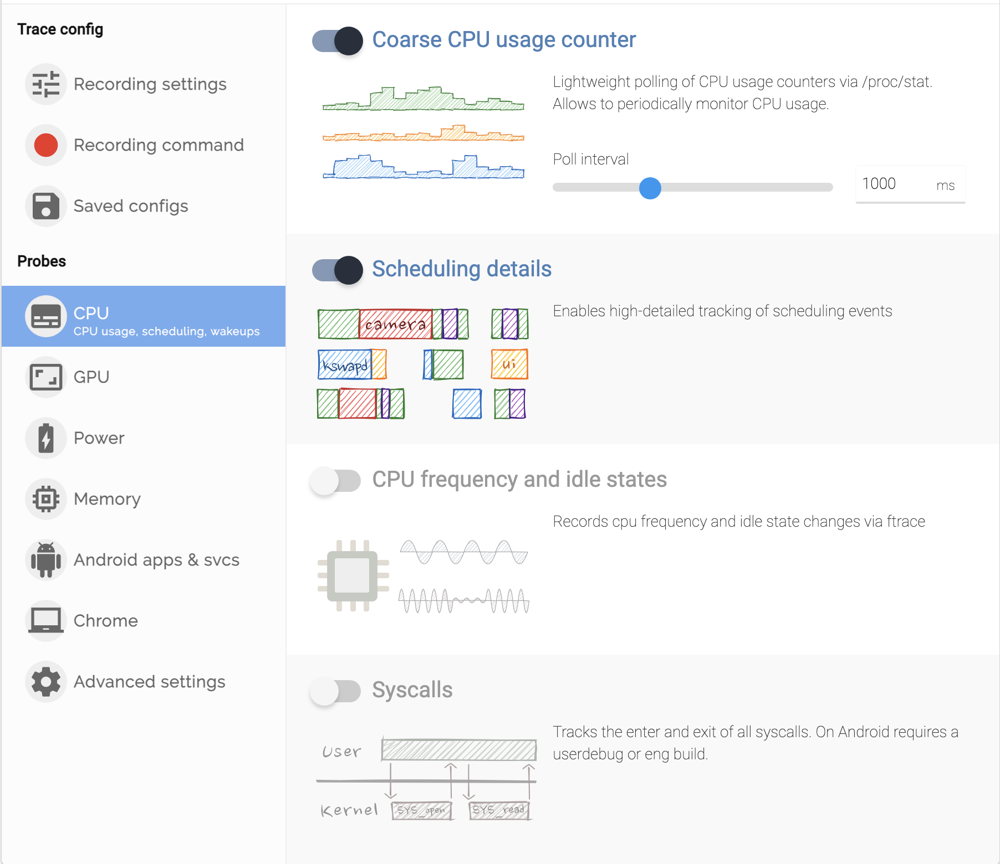 Trace config
Recording settings
Recording command
Saved configs
Probes
CPU
CPU usage, scheduling, wakeups
GPU
Power
Memory
Android apps & svcs
Chrome
Advanced settings
Coarse CPU usage counter
Lightweight polling of CPU usage counters via /proc/stat.
Allows to periodically monitor CPU usage.
Poll interval
1000 ms
Scheduling details
camera
kswapd
ui
Enables high-detailed tracking of scheduling events
CPU frequency and idle states
Records cpu frequency and idle state changes via ftrace
Syscalls
User
Kernel
SYS_open
SYS_read
Tracks the enter and exit of all syscalls. On Android requires a
userdebug or eng build.